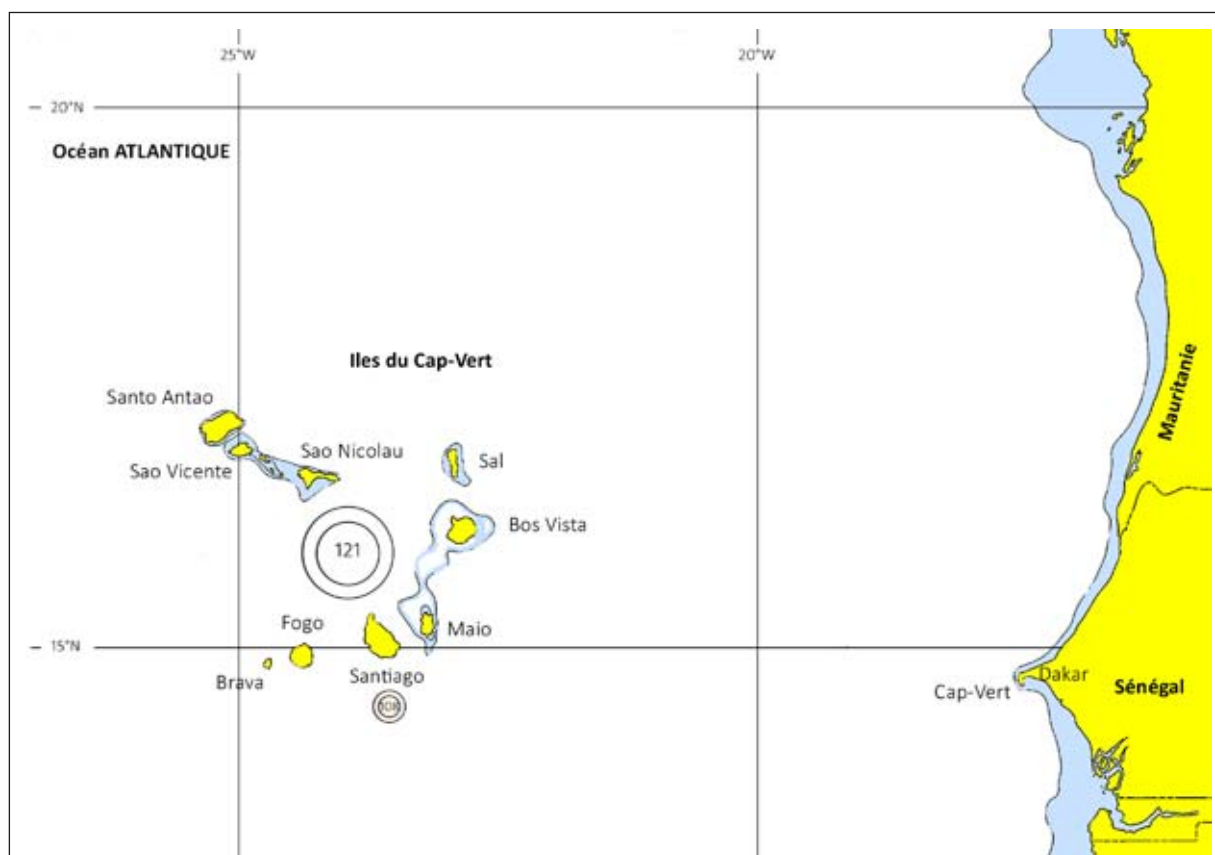 25°W
20°W
20°N
Océan ATLANTIQUE
Iles du Cap-Vert
Santo Antao
Sao Nicolau
Sal
Sao Vicente
Bos Vista
121
Mauritanie
Fogo
Maio
15°N
Santiago
Brava
Dakar
Cap-Vert
Sénégal